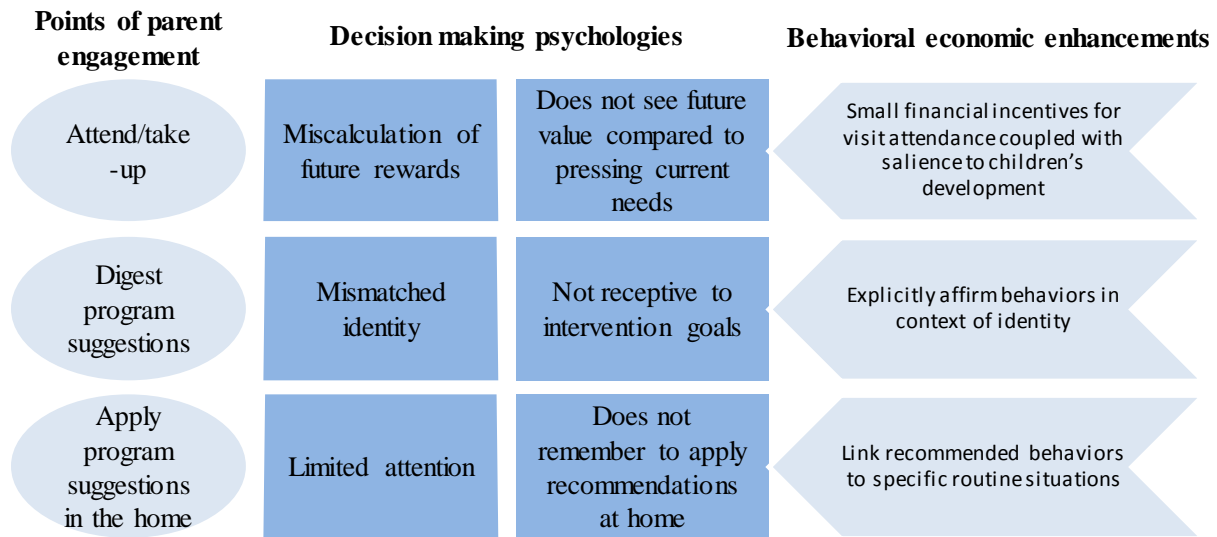 Points of parent
engagement
Decision making psychologies
Behavioral economic enhancements
Attend/take
-up
Miscalculation of
future rewards
Does not see future
value compared to
pressing current
needs
Small financial incentives for
visit attendance coupled with
salience to children’s
development
Digest
program
suggestions
Mismatched
identity
Not receptive to
intervention goals
Explicitly affirm behaviors in
context of identity
Apply
program
suggestions
in the home
Limited attention
Does not
remember to apply
recommendations
at home
Link recommended behaviors
to specific routine situations